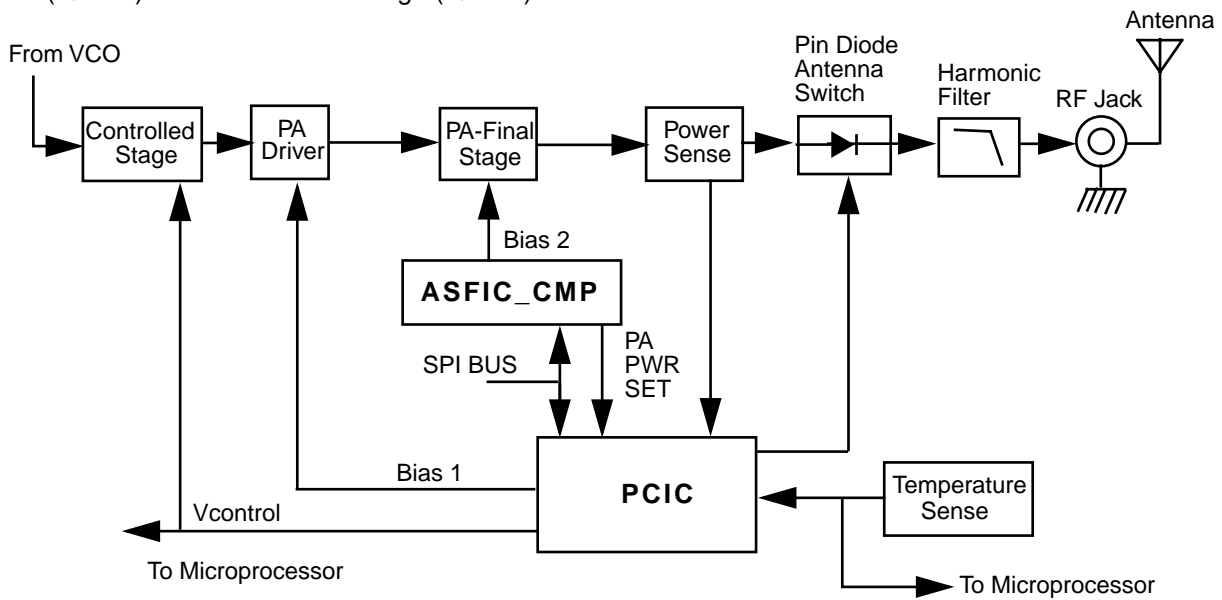 Antenna
From VCO
Pin Diode
Antenna
Switch
Harmonic
Filter
RF Jack
Controlled
Stage
PA
Driver
PA-Final
Stage
Power
Sense
Bias 2
ASFIC_CMP
SPI BUS
PA
PWR
SET
Bias 1
PCIC
Temperature
Sense
Vcontrol
To Microprocessor
To Microprocessor